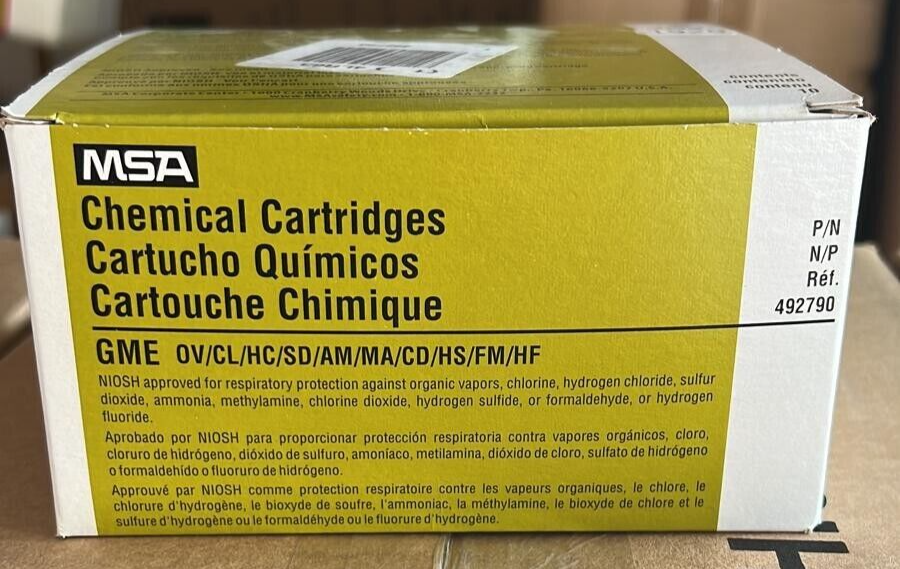 contents
contenido
contenu
10
MSA
Chemical Cartridges
Cartucho Químicos
Cartouche Chimique
P/N
N/P
Réf.
492790
GME OV/CL/HC/SD/AM/MA/CD/HS/FM/HF
NIOSH approved for respiratory protection against organic vapors, chlorine, hydrogen chloride, sulfur
dioxide, ammonia, methylamine, chlorine dioxide, hydrogen sulfide, or formaldehyde, or hydrogen
fluoride.
Aprobado por NIOSH para proporcionar protección respiratoria contra vapores orgánicos, cloro,
cloruro de hidrógeno, dióxido de sulfuro, amoníaco, metilamina, dióxido de cloro, sulfato de hidrógeno
o formaldehído o fluoruro de hidrógeno.
Approuvé par NIOSH comme protection respiratoire contre les vapeurs organiques, le chlore, le
chlorure d'hydrogène, le bioxyde de soufre, l'ammoniac, la méthylamine, le bioxyde de chlore et le
sulfure d'hydrogène ou le formaldéhyde ou le fluorure d'hydrogène.